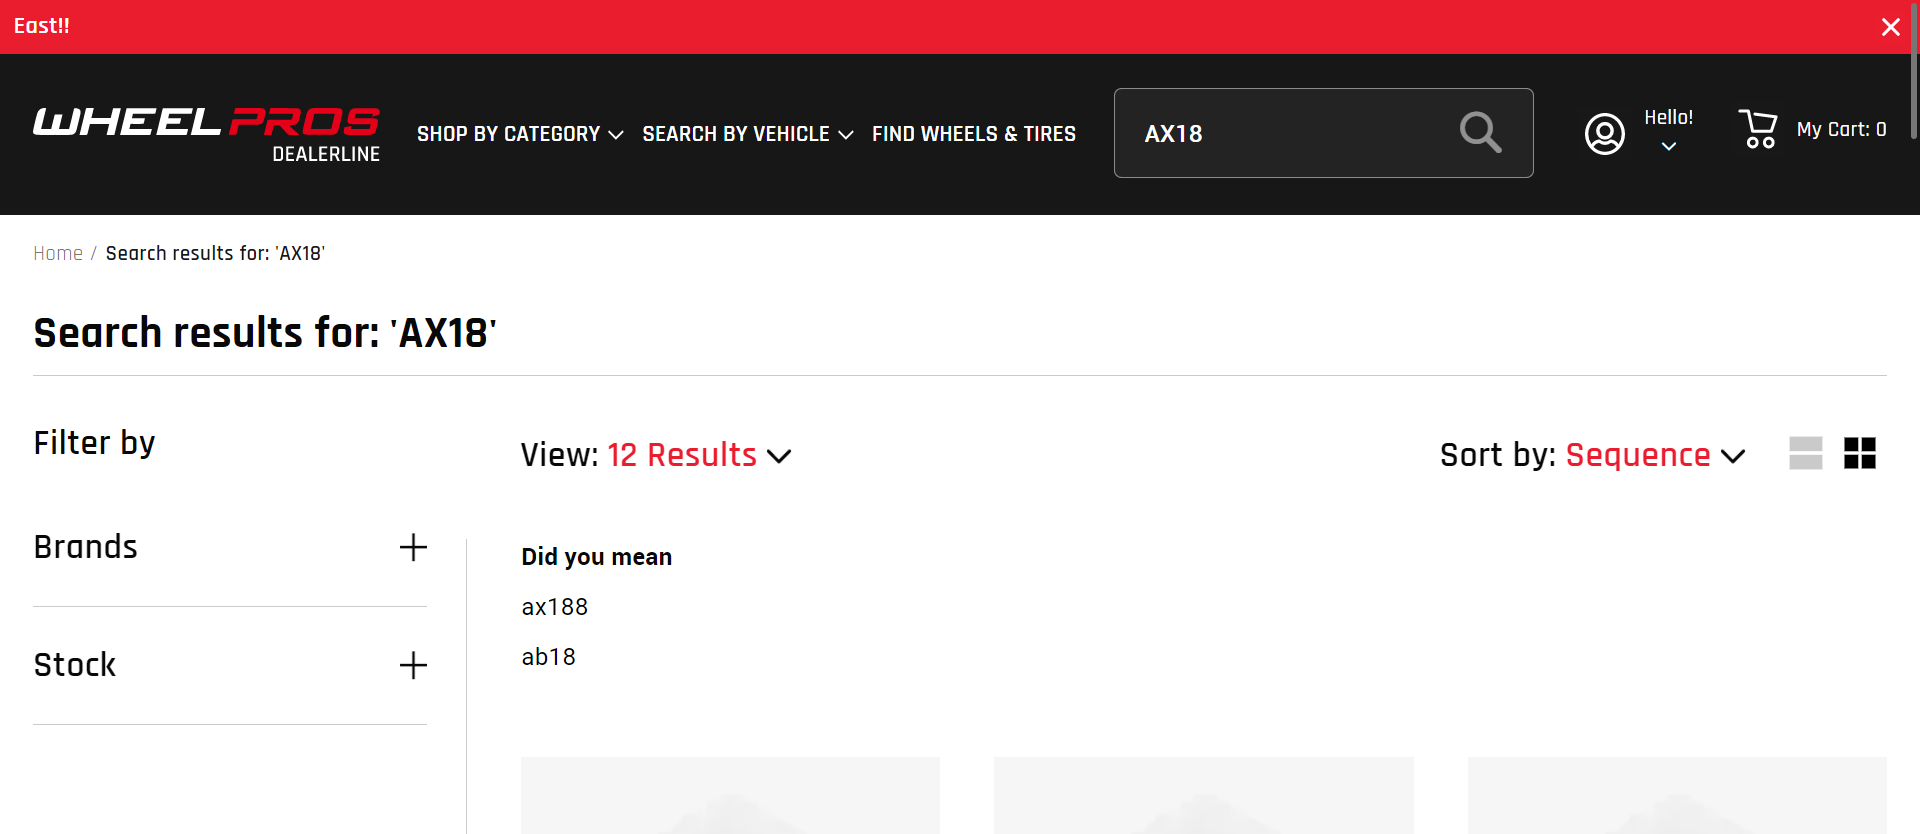 East!!
WHEEL PROS
DEALERLINE
SHOP BY CATEGORY
SEARCH BY VEHICLE
FIND WHEELS & TIRES
AX18
Hello!
My Cart: 0
Home / Search results for: 'AX18'
Search results for: 'AX18'
Filter by
View: 12 Results
Sort by: Sequence
Brands
Stock
Did you mean
ax188
ab18